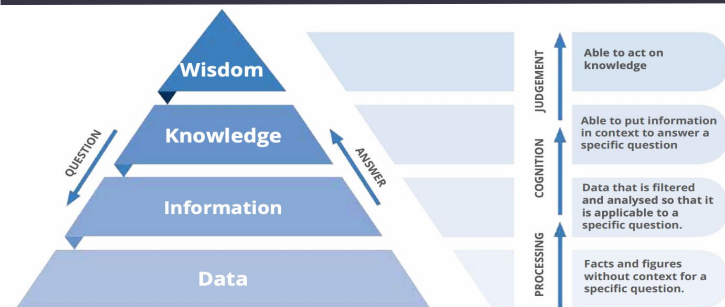 Wisdom
Knowledge
Information
Data
QUESTION
ANSWER
JUDGEMENT
COGNITION
PROCESSING
Able to act on
knowledge
Able to put information
in context to answer a
specific question
Data that is filtered
and analysed so that it
is applicable to a
specific question.
Facts and figures
without context for a
specific question.